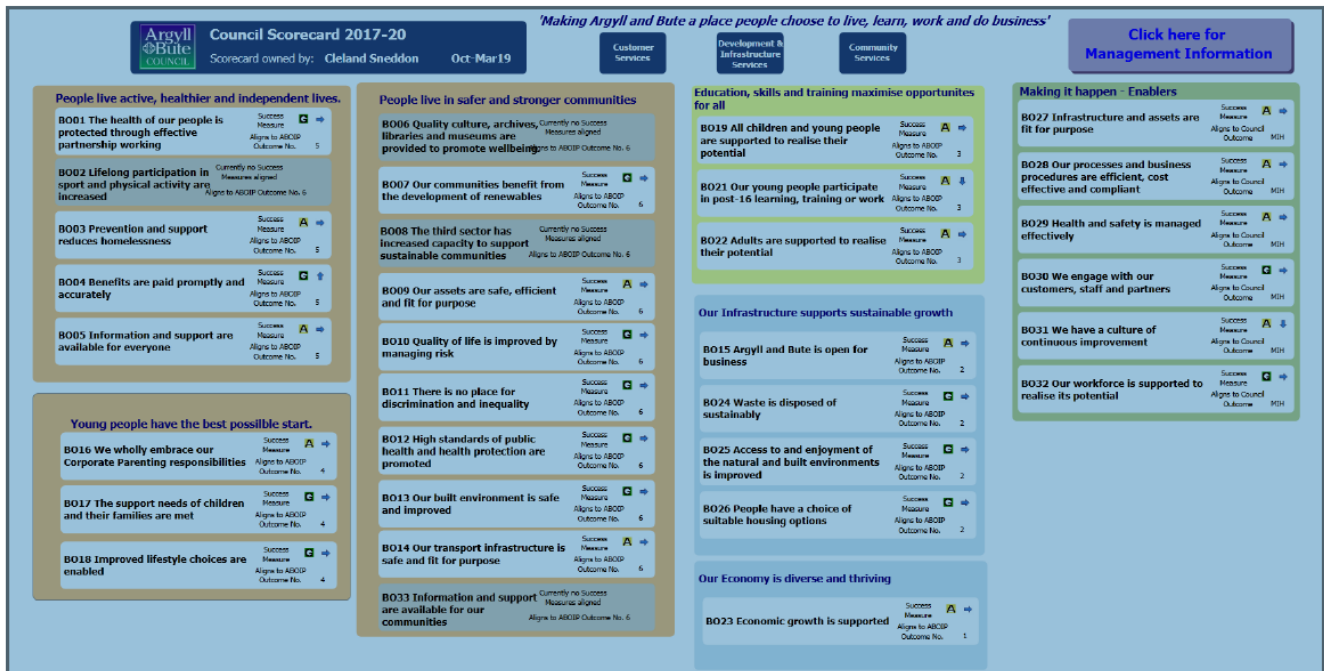 'Making Argyll and Bute a place people choose to live, learn, work and do business'
Argyll
&Bute
COUNCIL
Council Scorecard 2017-20
Scorecard owned by: Cleland Sneddon Oct-Mar19
Customer
Services
Development &
Infrastructure
Services
Community
Services
Click here for
Management Information
People live active, healthier and independent lives.
BO01 The health of our people is
protected through effective
partnership working
Success
Measure
G
Aligns to ABOIP
Outcome No. 5
BO02 Lifelong participation in
sport and physical activity are
increased
Currently no Success
Measures aligned
Aligns to ABOIP Outcome No. 6
BO03 Prevention and support
reduces homelessness
Success
Measure
A
Aligns to ABOIP
Outcome No. 5
BO04 Benefits are paid promptly and
accurately
Success
Measure
G
Aligns to ABOIP
Outcome No. 5
BO05 Information and support are
available for everyone
Success
Measure
A
Aligns to ABOIP
Outcome No. 5
Young people have the best possilble start.
BO16 We wholly embrace our
Corporate Parenting responsibilities
Success
Measure
A
Aligns to ABOIP
Outcome No. 4
BO17 The support needs of children
and their families are met
Success
Measure
G
Aligns to ABOIP
Outcome No. 4
BO18 Improved lifestyle choices are
enabled
Success
Measure
G
Aligns to ABOIP
Outcome No. 4
People live in safer and stronger communities
BO06 Quality culture, archives,
libraries and museums are
provided to promote wellbeing.
Currently no Success
Measures aligned
Aligns to ABOIP Outcome No. 6
BO07 Our communities benefit from
the development of renewables
Success
Measure
G
Aligns to ABOIP
Outcome No. 6
BO08 The third sector has
increased capacity to support
sustainable communities
Currently no Success
Measures aligned
Aligns to ABOIP Outcome No. 6
BO09 Our assets are safe, efficient
and fit for purpose
Success
Measure
A
Aligns to ABOIP
Outcome No. 6
BO10 Quality of life is improved by
managing risk
Success
Measure
G
Aligns to ABOIP
Outcome No. 6
BO11 There is no place for
discrimination and inequality
Success
Measure
G
Aligns to ABOIP
Outcome No. 6
BO12 High standards of public
health and health protection are
promoted
Success
Measure
G
Aligns to ABOIP
Outcome No. 6
BO13 Our built environment is safe
and improved
Success
Measure
G
Aligns to ABOIP
Outcome No. 6
BO14 Our transport infrastructure is
safe and fit for purpose
Success
Measure
A
Aligns to ABOIP
Outcome No. 6
BO33 Information and support
are available for our
communities
Currently no Success
Measures aligned
Aligns to ABOIP Outcome No. 6
Education, skills and training maximise opportunites
for all
BO19 All children and young people
are supported to realise their
potential
Success
Measure
A
Aligns to ABOIP
Outcome No. 3
BO21 Our young people participate
in post-16 learning, training or work
Success
Measure
A
Aligns to ABOIP
Outcome No. 3
BO22 Adults are supported to realise
their potential
Success
Measure
A
Aligns to ABOIP
Outcome No. 3
Our Infrastructure supports sustainable growth
BO15 Argyll and Bute is open for
business
Success
Measure
A
Aligns to ABOIP
Outcome No. 2
BO24 Waste is disposed of
sustainably
Success
Measure
G
Aligns to ABOIP
Outcome No. 2
BO25 Access to and enjoyment of
the natural and built environments
is improved
Success
Measure
G
Aligns to ABOIP
Outcome No. 2
BO26 People have a choice of
suitable housing options
Success
Measure
G
Aligns to ABOIP
Outcome No. 2
Our Economy is diverse and thriving
BO23 Economic growth is supported
Success
Measure
A
Aligns to ABOIP
Outcome No. 1
Making it happen - Enablers
BO27 Infrastructure and assets are
fit for purpose
Success
Measure
A
Aligns to Council
Outcome MIH
BO28 Our processes and business
procedures are efficient, cost
effective and compliant
Success
Measure
A
Aligns to Council
Outcome MIH
BO29 Health and safety is managed
effectively
Success
Measure
A
Aligns to Council
Outcome MIH
BO30 We engage with our
customers, staff and partners
Success
Measure
G
Aligns to Council
Outcome MIH
BO31 We have a culture of
continuous improvement
Success
Measure
A
Aligns to Council
Outcome MIH
BO32 Our workforce is supported to
realise its potential
Success
Measure
G
Aligns to Council
Outcome MIH